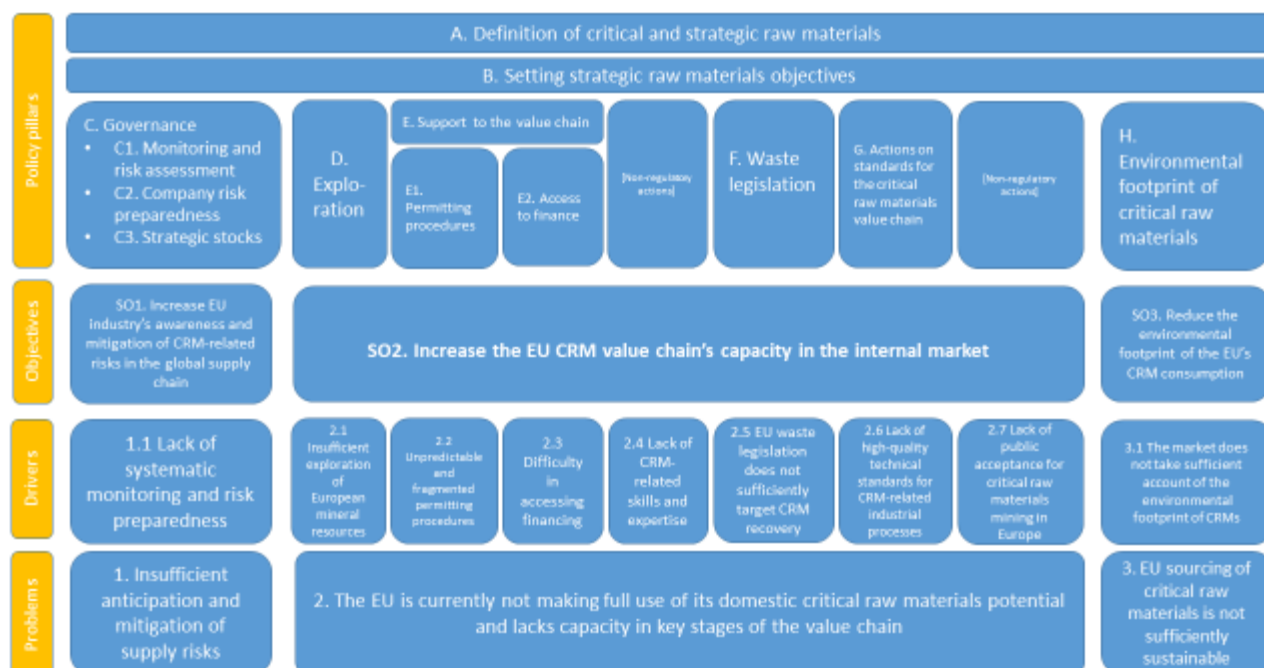 Policy pillars
A. Definition of critical and strategic raw materials
B. Setting strategic raw materials objectives
C. Governance
• C1. Monitoring and
risk assessment
• C2. Company risk
preparedness
• C3. Strategic stocks
D.
Explo-
ration
E. Support to the value chain
E1.
Permitting
procedures
E2. Access
to finance
[Non-regulatory
actions]
F. Waste
legislation
G. Actions on
standards for
the critical
raw materials
value chain
[Non-regulatory
actions]
H.
Environmental
footprint of
critical raw
materials
Objectives
SO1. Increase EU
industry's awareness and
mitigation of CRM-related
risks in the global supply
chain
SO2. Increase the EU CRM value chain's capacity in the internal market
SO3. Reduce the
environmental
footprint of the EU's
CRM consumption
Drivers
1.1 Lack of
systematic
monitoring and risk
preparedness
2.1
Insufficient
exploration
of
European
mineral
resources
2.2
Unpredictable
and
fragmented
permitting
procedures
2.3
Difficulty
in
accessing
financing
2.4 Lack of
CRM-
related
skills and
expertise
2.5 EU waste
legislation
does not
sufficiently
target CRM
recovery
2.6 Lack of
high-quality
technical
standards for
CRM-related
industrial
processes
2.7 Lack of
public
acceptance for
critical raw
materials
mining in
Europe
3.1 The market does
not take sufficient
account of the
environmental
footprint of CRMs
Problems
1. Insufficient
anticipation and
mitigation of
supply risks
2. The EU is currently not making full use of its domestic critical raw materials potential
and lacks capacity in key stages of the value chain
3. EU sourcing of
critical raw
materials is not
sufficiently
sustainable